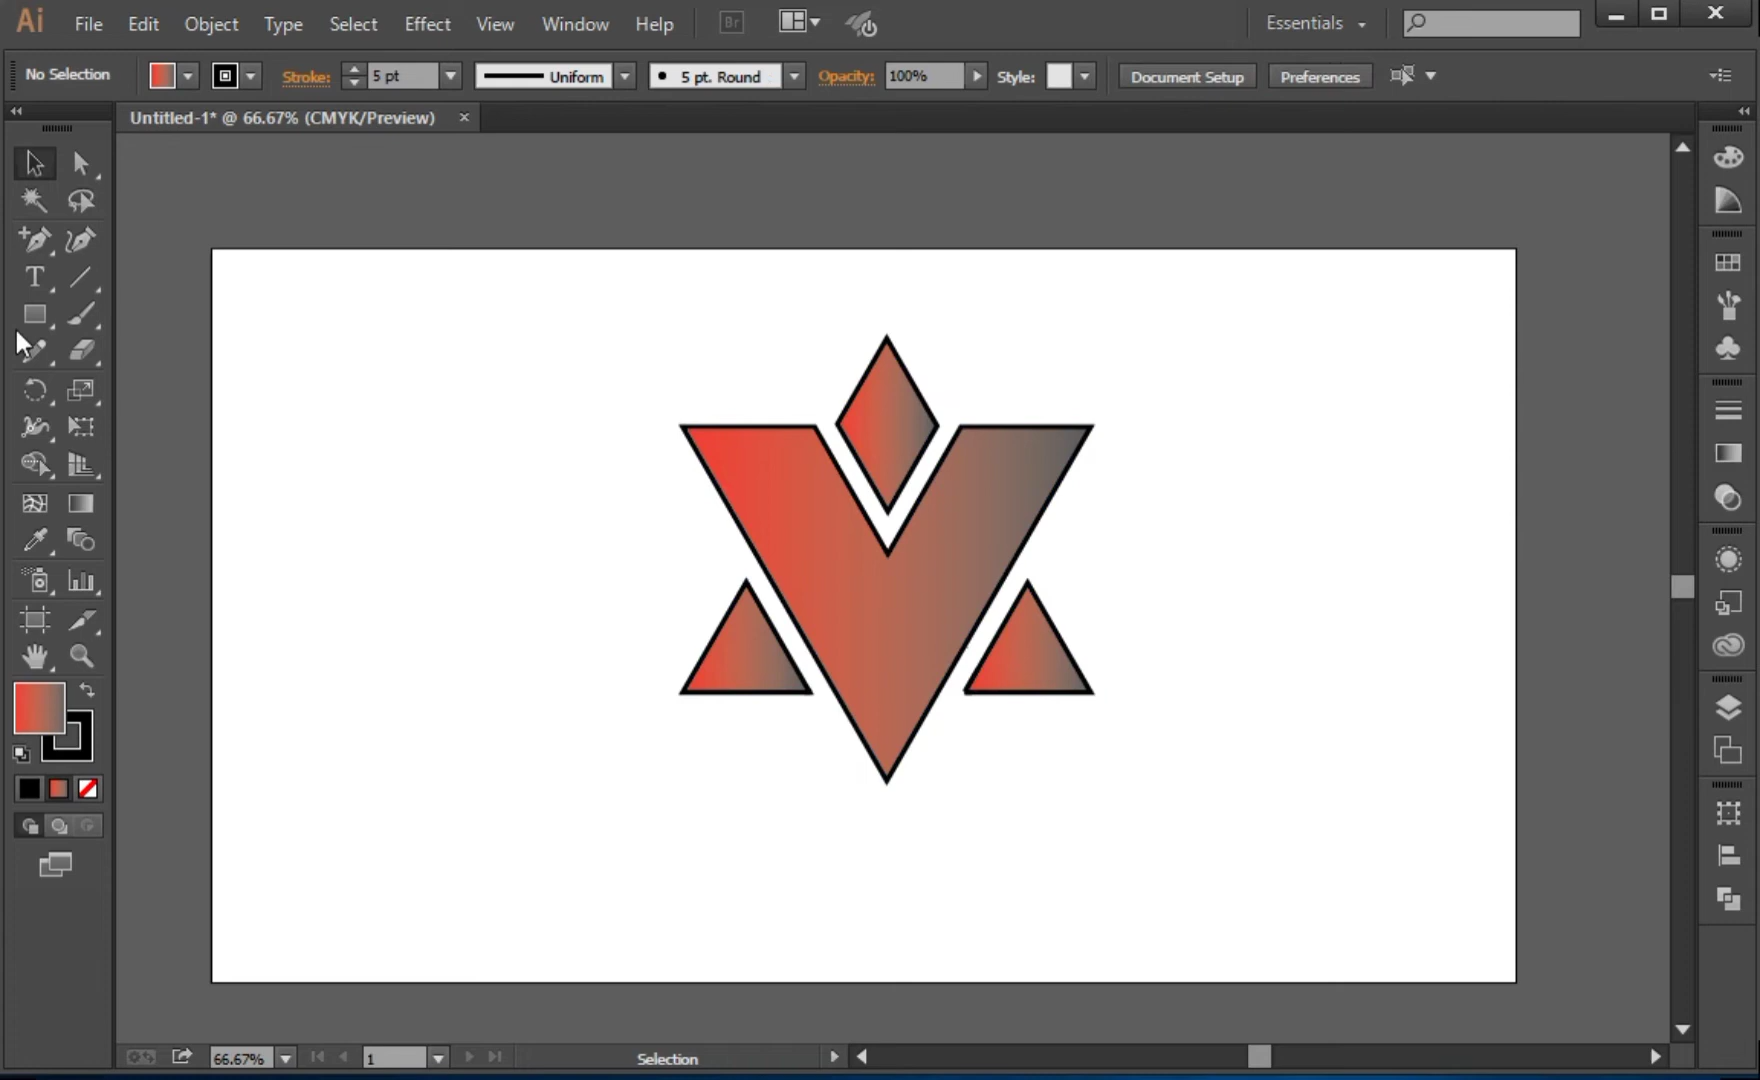 Ai File Edit Object Type Select Effect View Window Help Br Essentials
No Selection Stroke: 5 pt Uniform 5 pt. Round Opacity: 100% Style: Document Setup Preferences
Untitled-1* @ 66.67% (CMYK/Preview) ×
T
66.67% 1 Selection